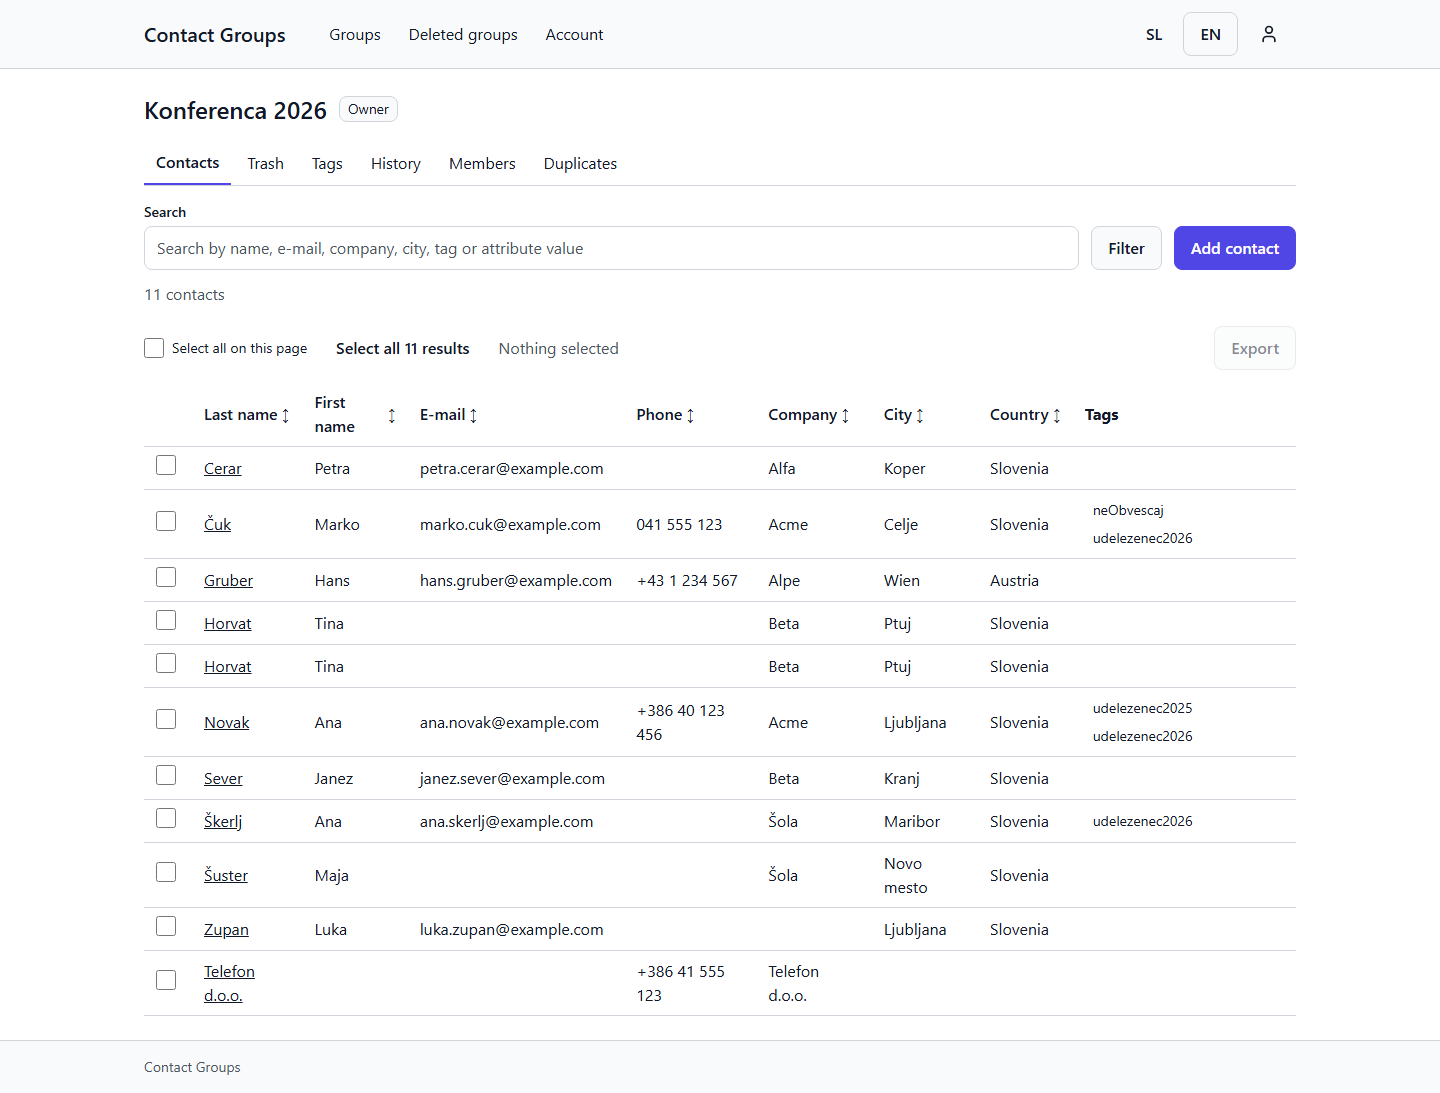 Contact Groups Groups Deleted groups Account SL EN
Konferenca 2026 Owner
Contacts Trash Tags History Members Duplicates
Search
Search by name, e-mail, company, city, tag or attribute value Filter Add contact
11 contacts
Select all on this page Select all 11 results Nothing selected Export
Last name ↕ First name ↕ E-mail ↕ Phone ↕ Company ↕ City ↕ Country ↕ Tags
Cerar Petra petra.cerar@example.com Alfa Koper Slovenia
Čuk Marko marko.cuk@example.com 041 555 123 Acme Celje Slovenia neObvescaj
udelezenec2026
Gruber Hans hans.gruber@example.com +43 1 234 567 Alpe Wien Austria
Horvat Tina Beta Ptuj Slovenia
Horvat Tina Beta Ptuj Slovenia
Novak Ana ana.novak@example.com +386 40 123 456 Acme Ljubljana Slovenia udelezenec2025
udelezenec2026
Sever Janez janez.sever@example.com Beta Kranj Slovenia
Škerlj Ana ana.skerlj@example.com Šola Maribor Slovenia udelezenec2026
Šuster Maja Šola Novo mesto Slovenia
Zupan Luka luka.zupan@example.com Ljubljana Slovenia
Telefon d.o.o. +386 41 555 123 Telefon d.o.o.
Contact Groups